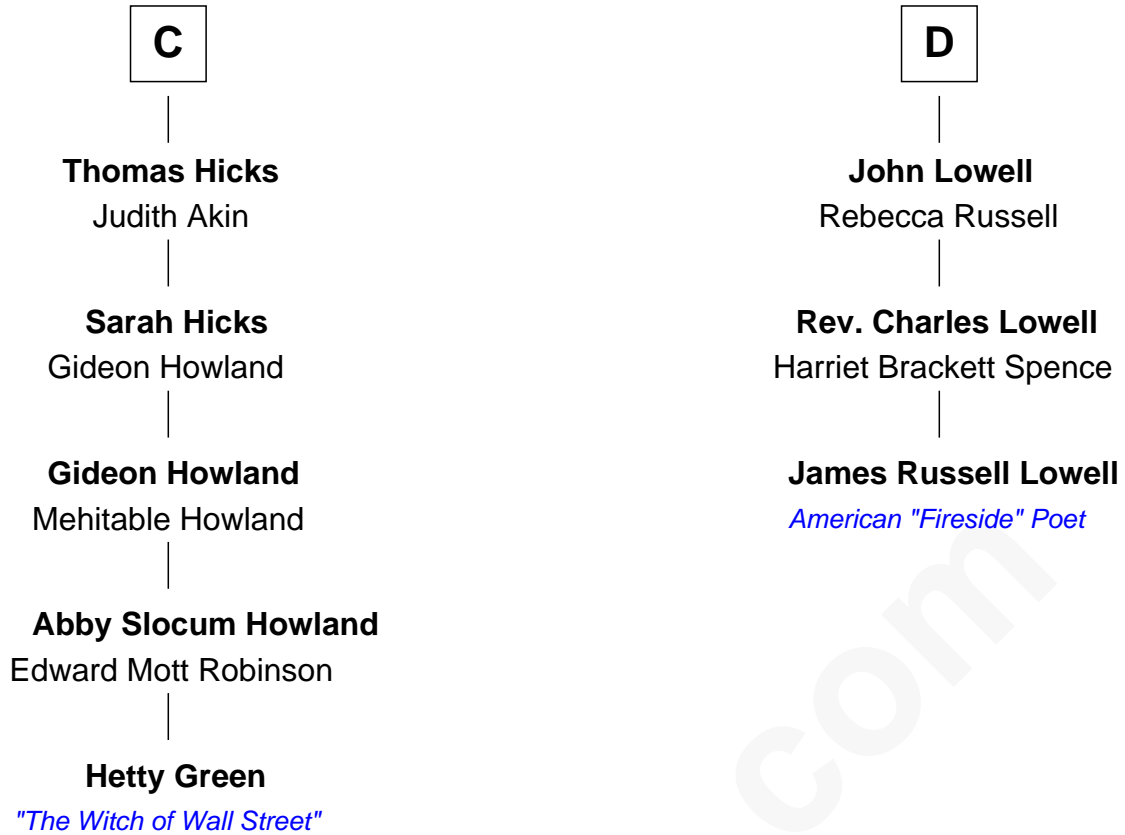 C
Thomas Hicks
Judith Akin
Sarah Hicks
Gideon Howland
Gideon Howland
Mehitable Howland
Abby Slocum Howland
Edward Mott Robinson
Hetty Green
"The Witch of Wall Street"
D
John Lowell
Rebecca Russell
Rev. Charles Lowell
Harriet Brackett Spence
James Russell Lowell
American "Fireside" Poet
com